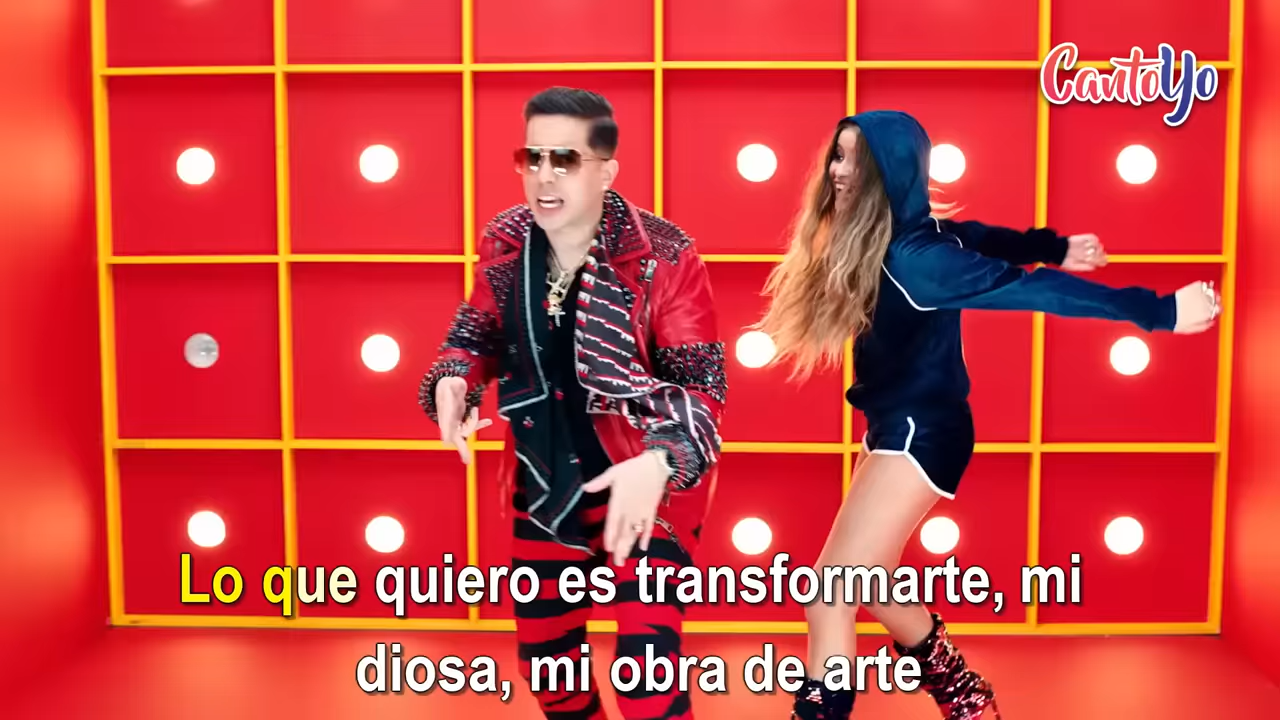 CantoYo
Lo que quiero es transformarte, mi
diosa, mi obra de arte